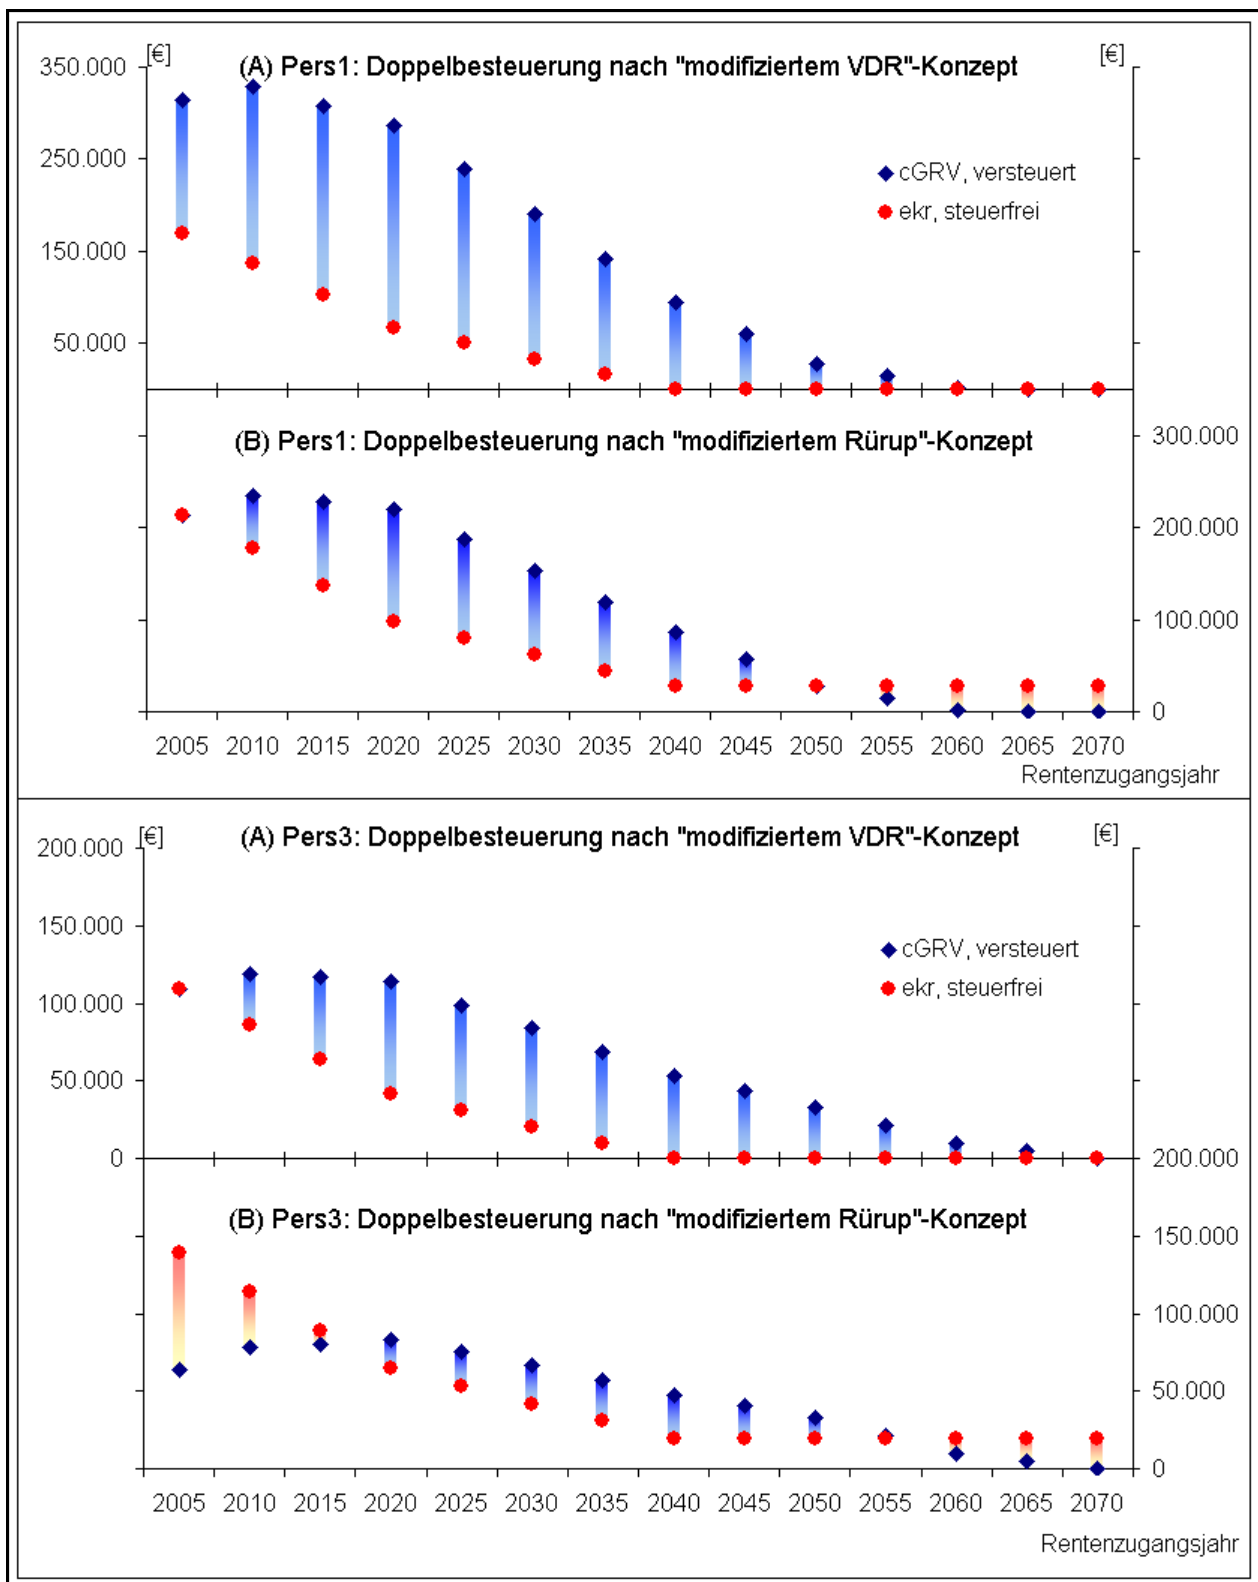 [€] (A) Pers1: Doppelbesteuerung nach "modifiziertem VDR"-Konzept [€]
350.000
250.000
150.000
50.000
cGRV, versteuert
ekr, steuerfrei
(B) Pers1: Doppelbesteuerung nach "modifiziertem Rürup"-Konzept
300.000
200.000
100.000
0
2005 2010 2015 2020 2025 2030 2035 2040 2045 2050 2055 2060 2065 2070
Rentenzugangsjahr
[€] (A) Pers3: Doppelbesteuerung nach "modifiziertem VDR"-Konzept [€]
200.000
150.000
100.000
50.000
0
cGRV, versteuert
ekr, steuerfrei
(B) Pers3: Doppelbesteuerung nach "modifiziertem Rürup"-Konzept
200.000
150.000
100.000
50.000
0
2005 2010 2015 2020 2025 2030 2035 2040 2045 2050 2055 2060 2065 2070
Rentenzugangsjahr